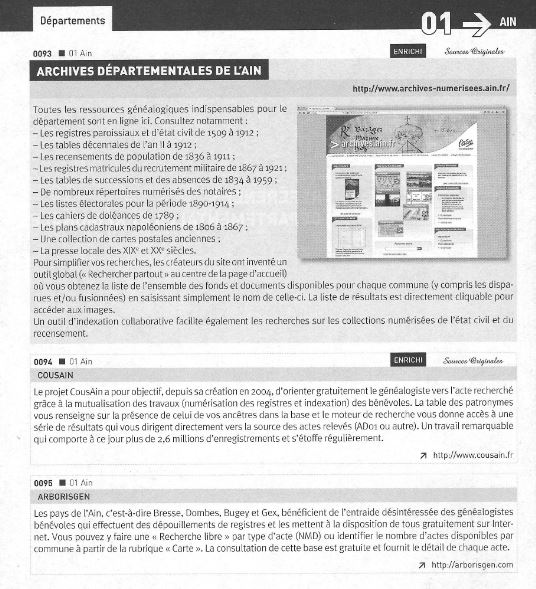 Départements
01 → AIN
0093 ■ 01 Ain
ENRICHI
Sources Originales
ARCHIVES DÉPARTEMENTALES DE L'AIN
http://www.archives-numerisees.ain.fr/
Toutes les ressources généalogiques indispensables pour le
département sont en ligne ici. Consultez notamment :
– Les registres paroissiaux et d'état civil de 1509 à 1912 ;
– Les tables décennales de l'an II à 1912 ;
– Les recensements de population de 1836 à 1911 ;
– Les registres matricules du recrutement militaire de 1867 à 1921 ;
– Les tables de successions et des absences de 1834 à 1959 ;
– De nombreux répertoires numérisés des notaires ;
– Les listes électorales pour la période 1890-1914 ;
– Les cahiers de doléances de 1789 ;
– Les plans cadastraux napoléoniens de 1806 à 1867 ;
– Une collection de cartes postales anciennes ;
– La presse locale des XIXe et XXe siècles.
archives.ain.fr
Pour simplifier vos recherches, les créateurs du site ont inventé un
outil global (« Rechercher partout » au centre de la page d'accueil)
où vous obtenez la liste de l'ensemble des fonds et documents disponibles pour chaque commune (y compris les dispa-
rues et/ou fusionnées) en saisissant simplement le nom de celle-ci. La liste de résultats est directement cliquable pour
accéder aux images.
Un outil d'indexation collaborative facilite également les recherches sur les collections numérisées de l'état civil et du
recensement.
0094 ■ 01 Ain
ENRICHI
Sources Originales
COUSAIN
Le projet CousAin a pour objectif, depuis sa création en 2004, d'orienter gratuitement le généalogiste vers l'acte recherché
grâce à la mutualisation des travaux (numérisation des registres et indexation) des bénévoles. La table des patronymes
vous renseigne sur la présence de celui de vos ancêtres dans la base et le moteur de recherche vous donne accès à une
série de résultats qui vous dirigent directement vers la source des actes relevés (AD01 ou autre). Un travail remarquable
qui comporte à ce jour plus de 2,6 millions d'enregistrements et s'étoffe régulièrement.
↗ http://www.cousain.fr
0095 ■ 01 Ain
ARBORISGEN
Les pays de l'Ain, c'est-à-dire Bresse, Dombes, Bugey et Gex, bénéficient de l'entraide désintéressée des généalogistes
bénévoles qui effectuent des dépouillements de registres et les mettent à la disposition de tous gratuitement sur Inter-
net. Vous pouvez y faire une « Recherche libre » par type d'acte (NMD) ou identifier le nombre d'actes disponibles par
commune à partir de la rubrique « Carte ». La consultation de cette base est gratuite et fournit le détail de chaque acte.
↗ http://arborisgen.com